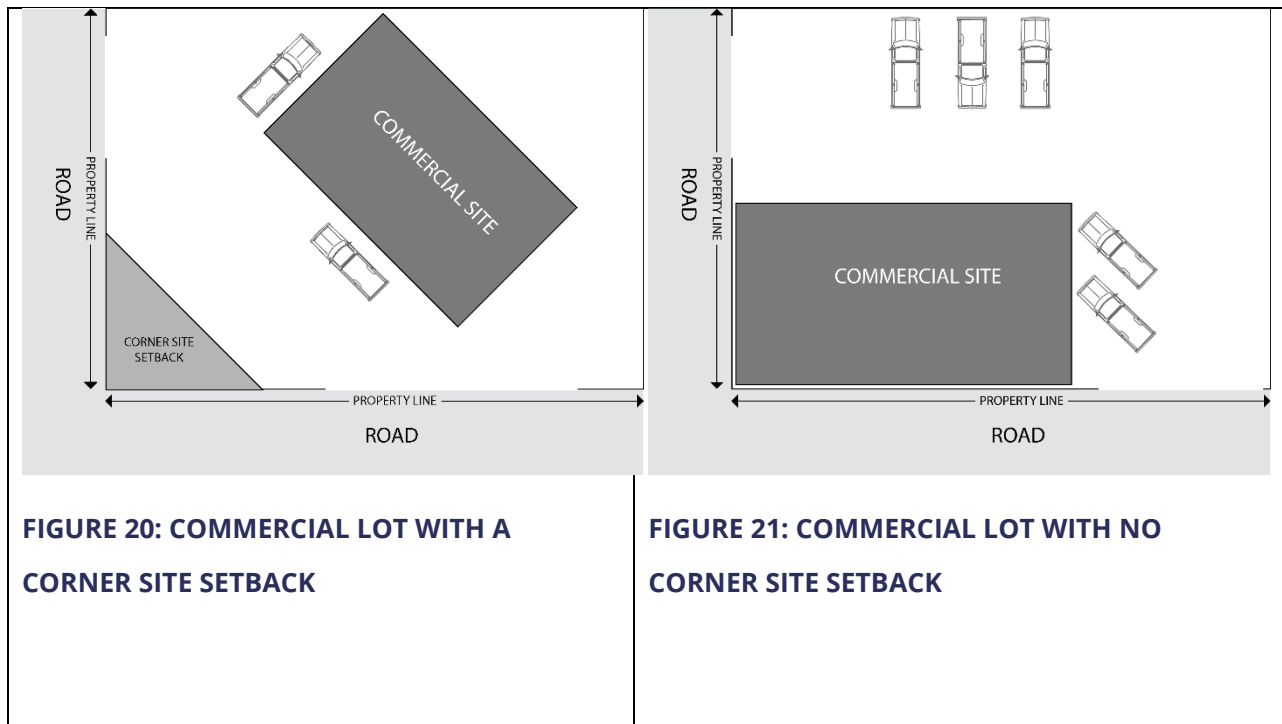 COMMERCIAL SITE
PROPERTY LINE
ROAD
CORNER SITE
SETBACK
PROPERTY LINE
ROAD
FIGURE 20: COMMERCIAL LOT WITH A
CORNER SITE SETBACK
PROPERTY LINE
ROAD
COMMERCIAL SITE
PROPERTY LINE
ROAD
FIGURE 21: COMMERCIAL LOT WITH NO
CORNER SITE SETBACK